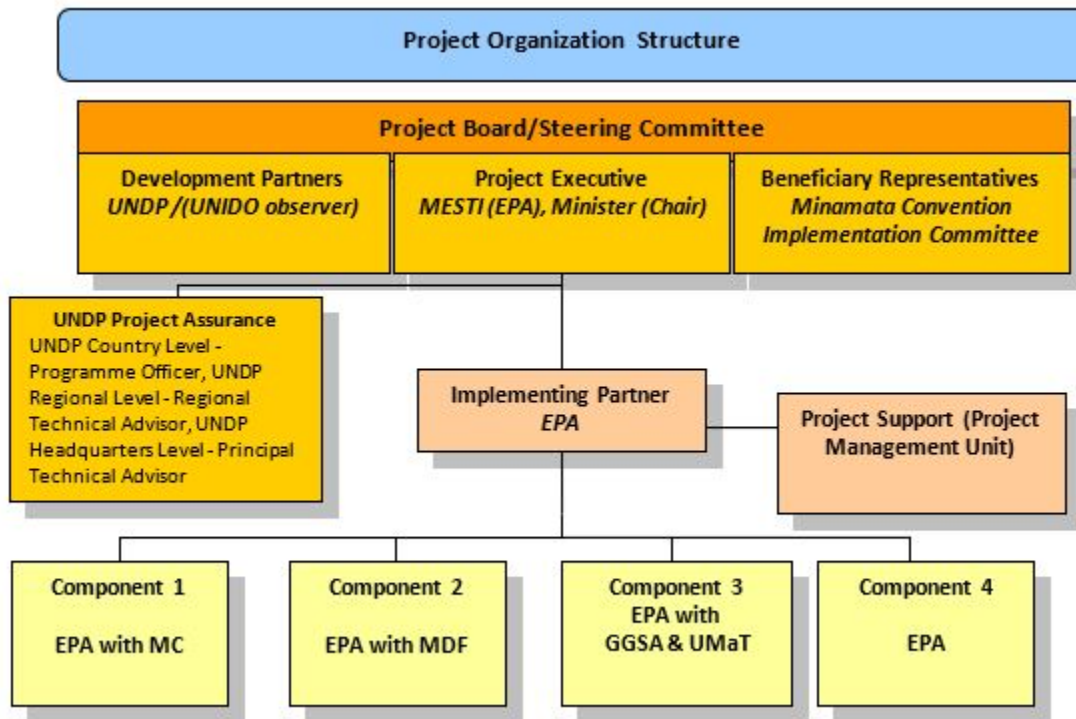 Project Organization Structure
Project Board/Steering Committee
Development Partners
UNDP/(UNIDO observer)
Project Executive
MESTI (EPA), Minister (Chair)
Beneficiary Representatives
Minamata Convention
Implementation Committee
UNDP Project Assurance
UNDP Country Level -
Programme Officer, UNDP
Regional Level - Regional
Technical Advisor, UNDP
Headquarters Level - Principal
Technical Advisor
Implementing Partner
EPA
Project Support (Project
Management Unit)
Component 1
EPA with MC
Component 2
EPA with MDF
Component 3
EPA with
GGSA & UMaT
Component 4
EPA